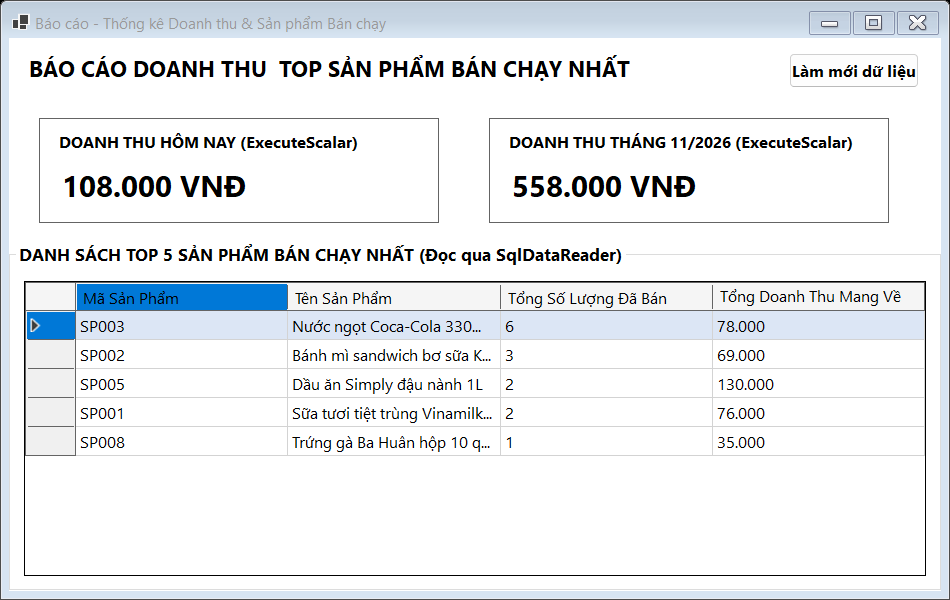 Báo cáo - Thống kê Doanh thu & Sản phẩm Bán chạy
BÁO CÁO DOANH THU  TOP SẢN PHẨM BÁN CHẠY NHẤT
Làm mới dữ liệu
DOANH THU HÔM NAY (ExecuteScalar)
108.000 VNĐ
DOANH THU THÁNG 11/2026 (ExecuteScalar)
558.000 VNĐ
DANH SÁCH TOP 5 SẢN PHẨM BÁN CHẠY NHẤT (Đọc qua SqlDataReader)
Mã Sản Phẩm Tên Sản Phẩm Tổng Số Lượng Đã Bán Tổng Doanh Thu Mang Về
SP003 Nước ngọt Coca-Cola 330... 6 78.000
SP002 Bánh mì sandwich bơ sữa K... 3 69.000
SP005 Dầu ăn Simply đậu nành 1L 2 130.000
SP001 Sữa tươi tiệt trùng Vinamilk... 2 76.000
SP008 Trứng gà Ba Huân hộp 10 q... 1 35.000